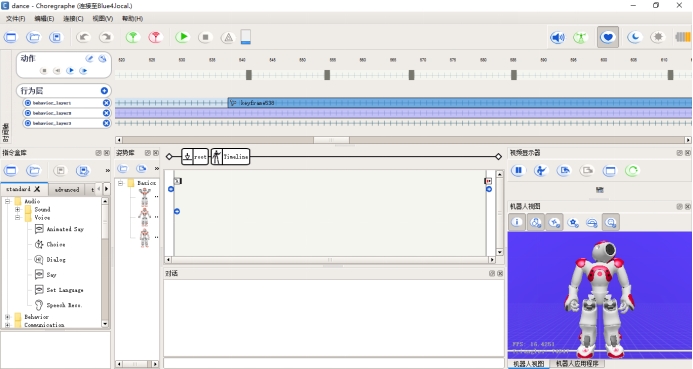 dance - Choregraphe (连接至Blue4.local.)
文件(F) 编辑(E) 连接(C) 视图(V) 帮助(H)
动作
520 525 530 535 540 545 550 555 560 565 570 575 580 585 590 595 600 605 610
行为层
behavior_layer1
keyframe538
behavior_layer2
behavior_layer3
指令盒库
姿势库
root
Timeline
视频显示器
standard
advanced
Basics
Audio
Sound
Voice
Animated Say
Choice
Dialog
Say
Set Language
Speech Reco.
Behavior
Communication
机器人视图
对话
机器人视图
机器人应用程序